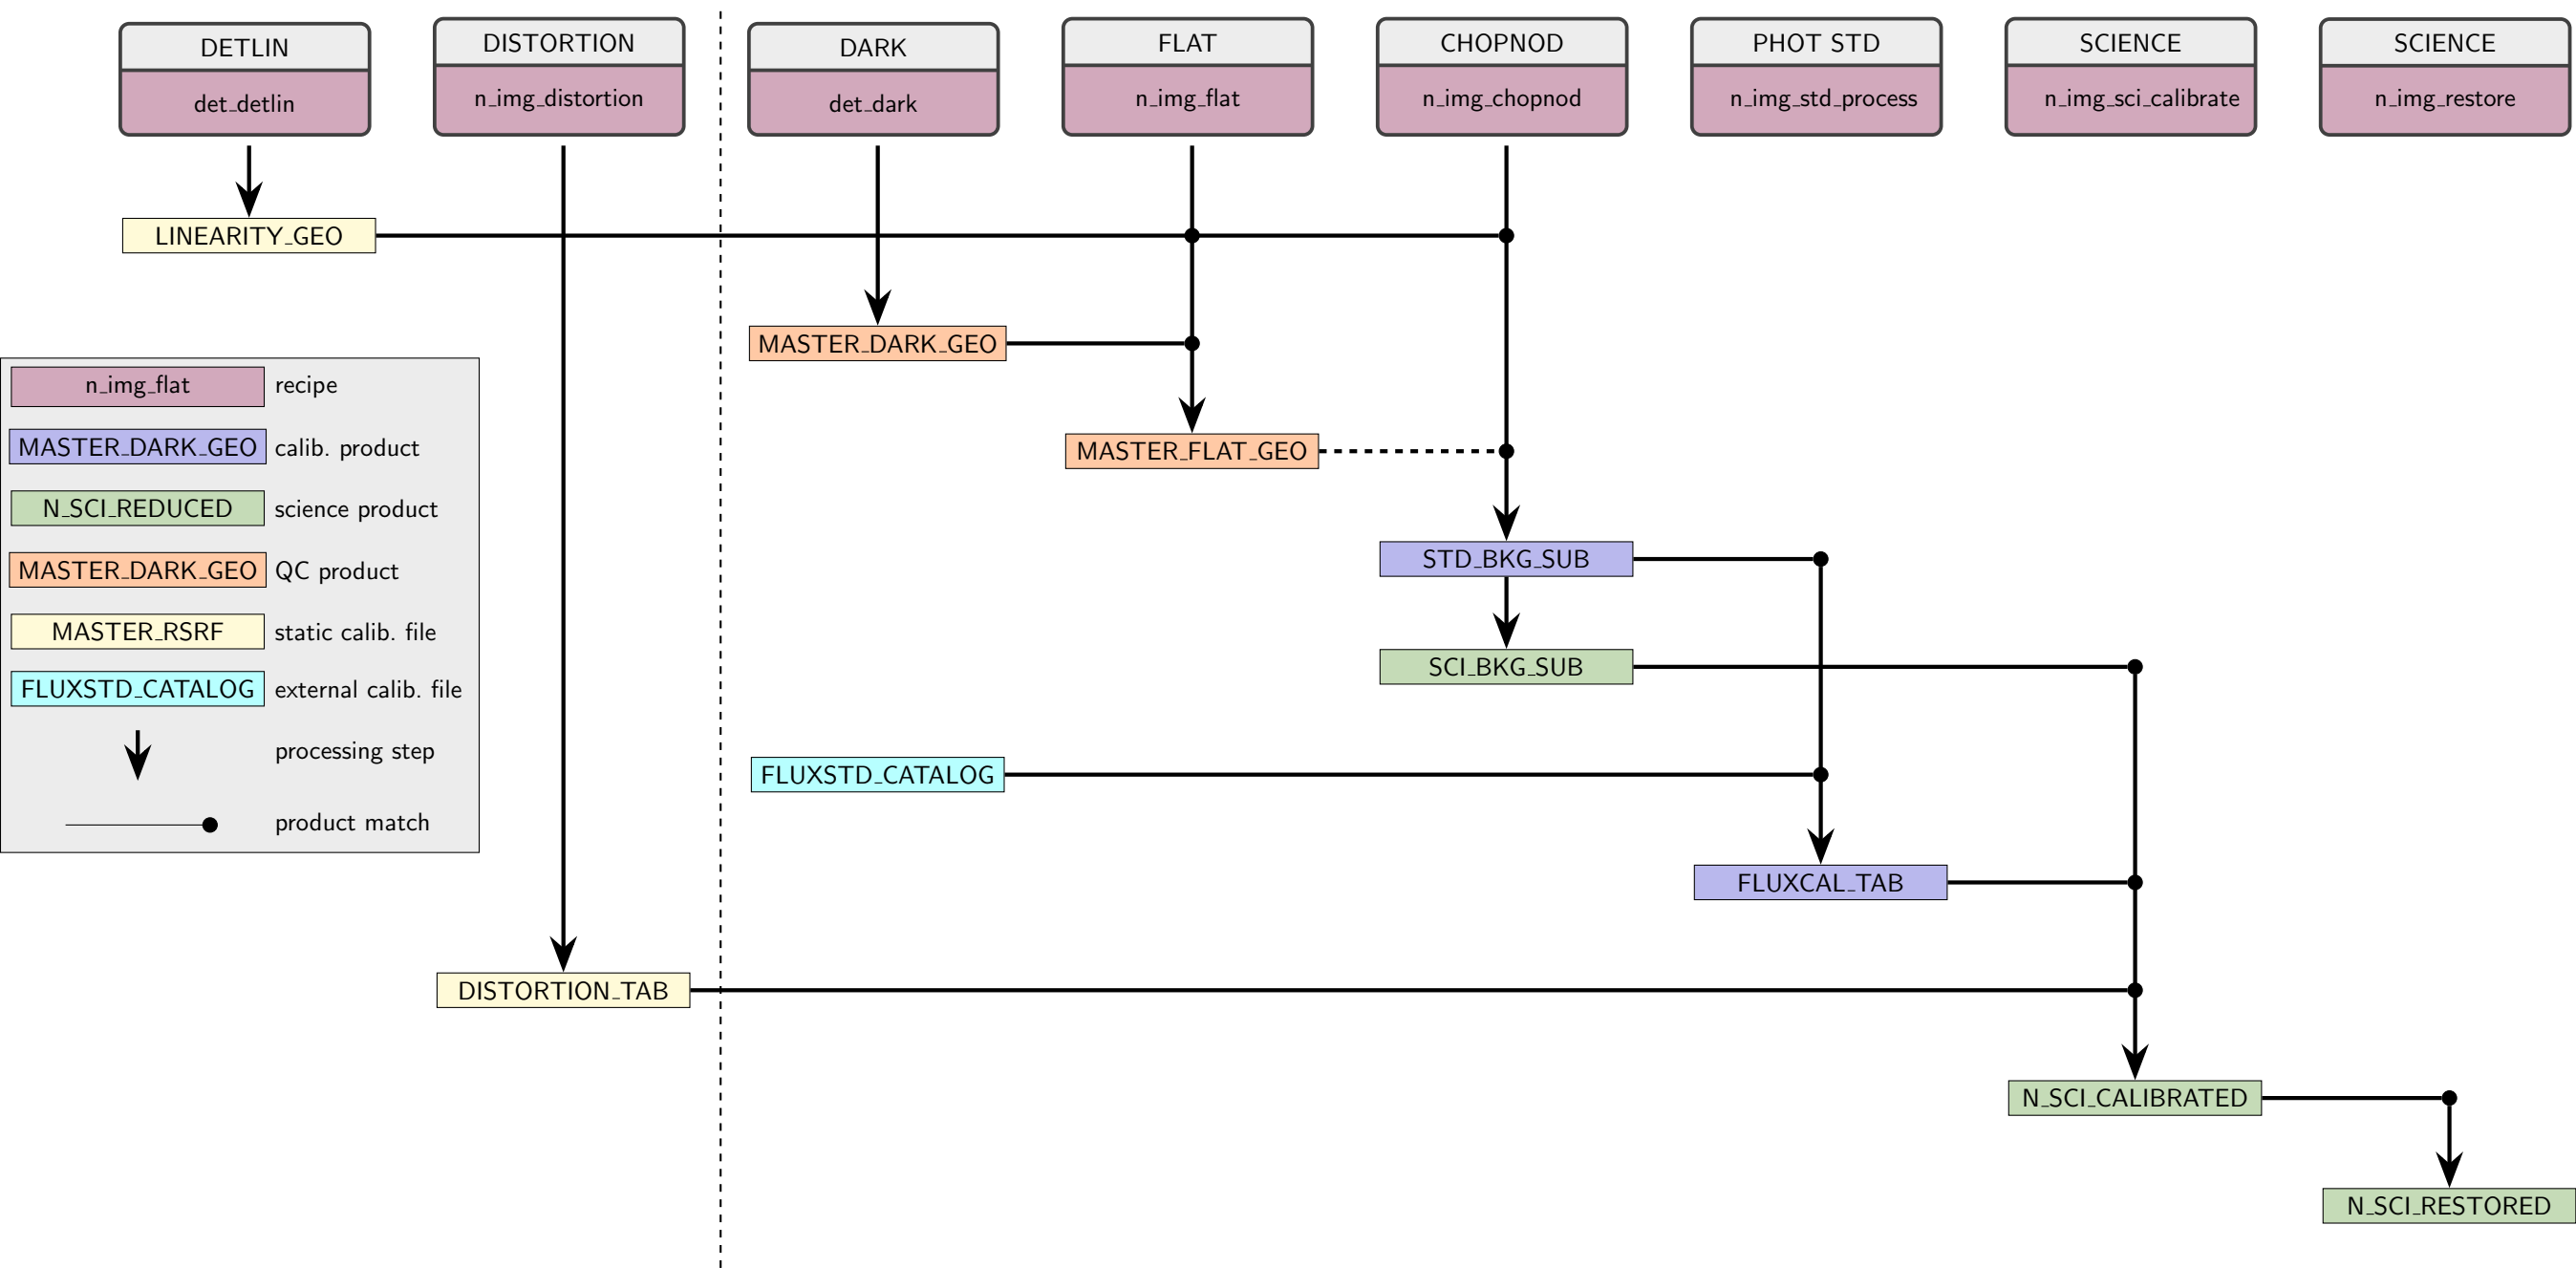 DETLIN
det_detlin
DISTORTION
n_img_distortion
DARK
det_dark
FLAT
n_img_flat
CHOPNOD
n_img_chopnod
PHOT STD
n_img_std_process
SCIENCE
n_img_sci_calibrate
SCIENCE
n_img_restore
LINEARITY_GEO
MASTER_DARK_GEO
n_img_flat recipe
MASTER_DARK_GEO calib. product
N_SCI_REDUCED science product
MASTER_DARK_GEO QC product
MASTER_RSRF static calib. file
FLUXSTD_CATALOG external calib. file
processing step
product match
MASTER_FLAT_GEO
STD_BKG_SUB
SCI_BKG_SUB
FLUXSTD_CATALOG
FLUXCAL_TAB
DISTORTION_TAB
N_SCI_CALIBRATED
N_SCI_RESTORED